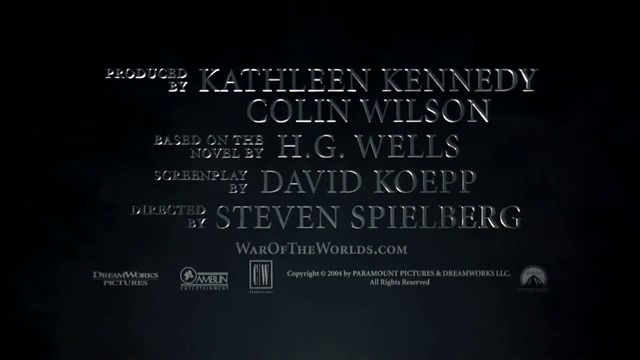 PRODUCED BY KATHLEEN KENNEDY
COLIN WILSON
BASED ON THE NOVEL BY H.G. WELLS
SCREENPLAY BY DAVID KOEPP
DIRECTED BY STEVEN SPIELBERG
WAROFTHEWORLDS.COM
DREAMWORKS PICTURES
AMBLIN ENTERTAINMENT
C/W PRODUCTIONS
Copyright © 2004 by PARAMOUNT PICTURES & DREAMWORKS LLC.
All Rights Reserved